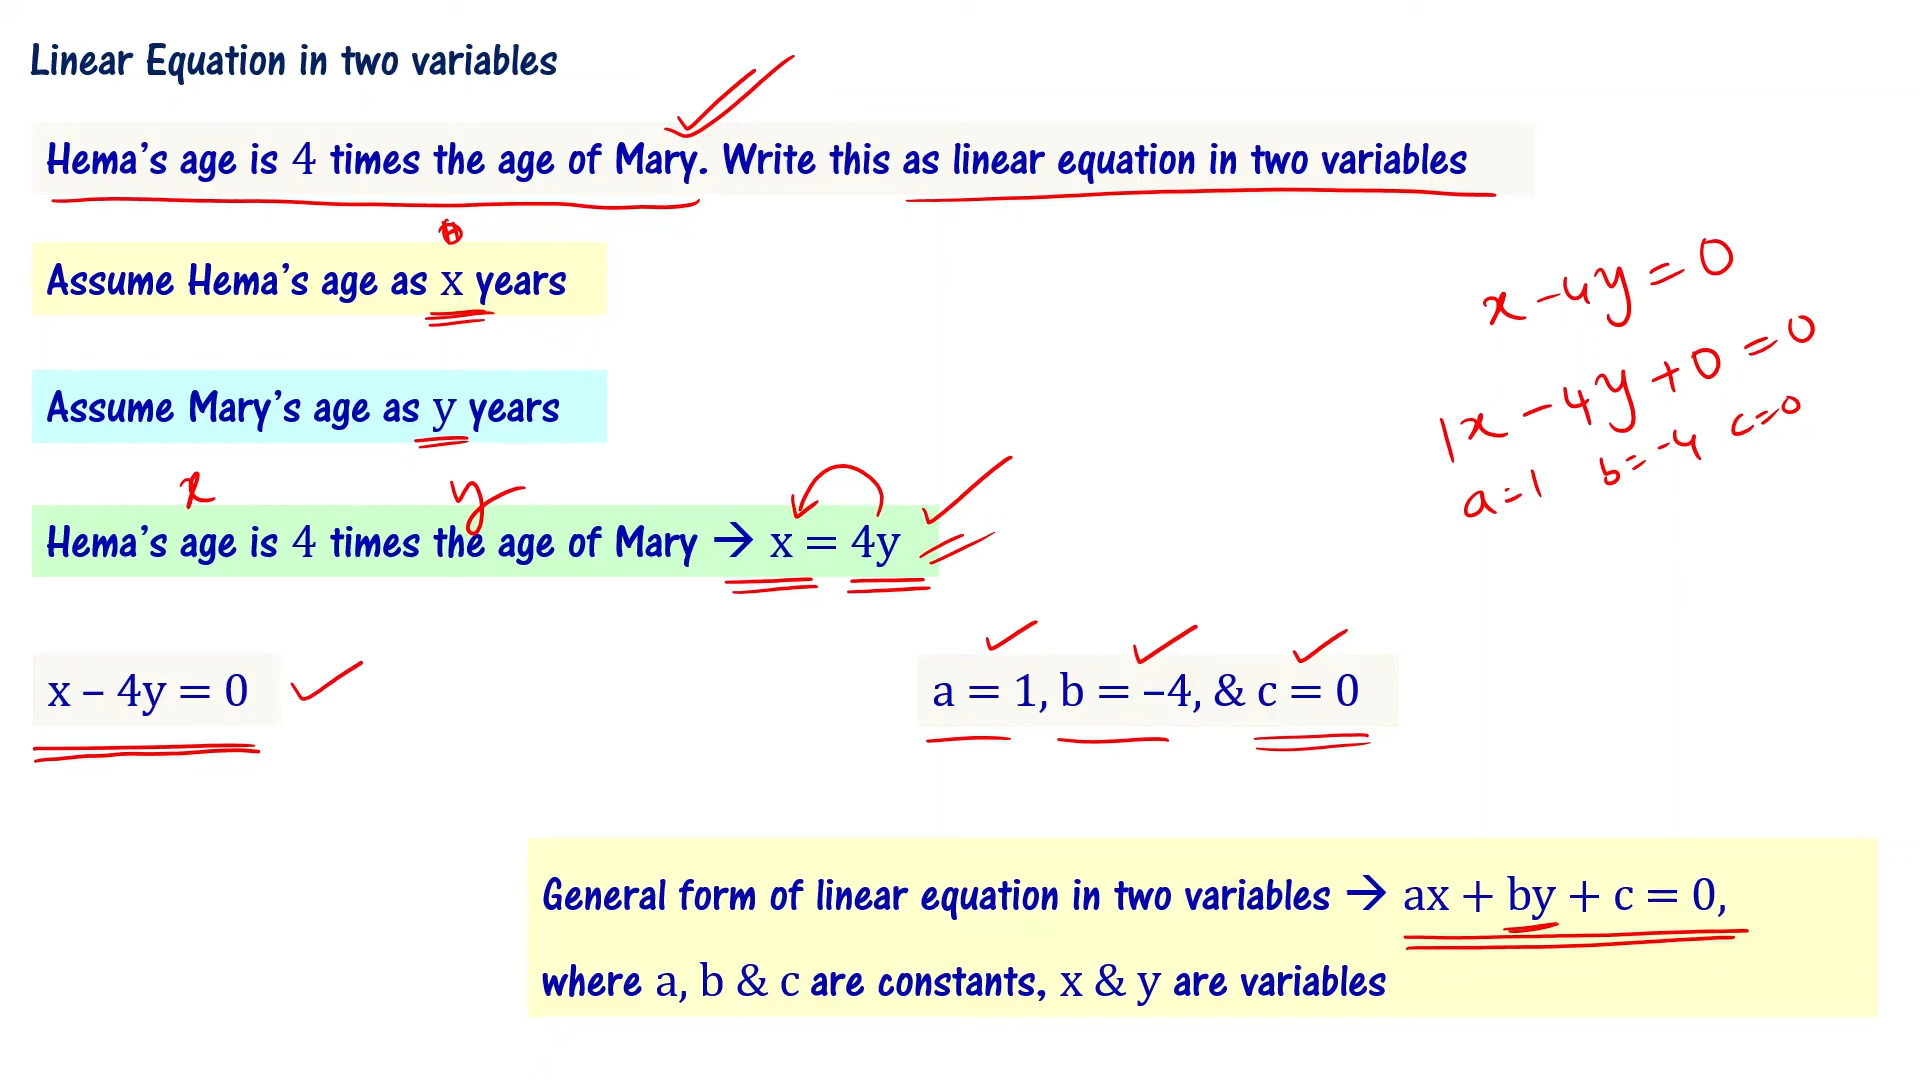 Linear Equation in two variables
Hema's age is 4 times the age of Mary. Write this as linear equation in two variables
Assume Hema's age as x years
x – 4y = 0
1x – 4y + 0 = 0
a = 1 b = –4 c = 0
Assume Mary's age as y years
x y
Hema's age is 4 times the age of Mary → x = 4y
x – 4y = 0
a = 1, b = –4, & c = 0
General form of linear equation in two variables → ax + by + c = 0,
where a, b & c are constants, x & y are variables